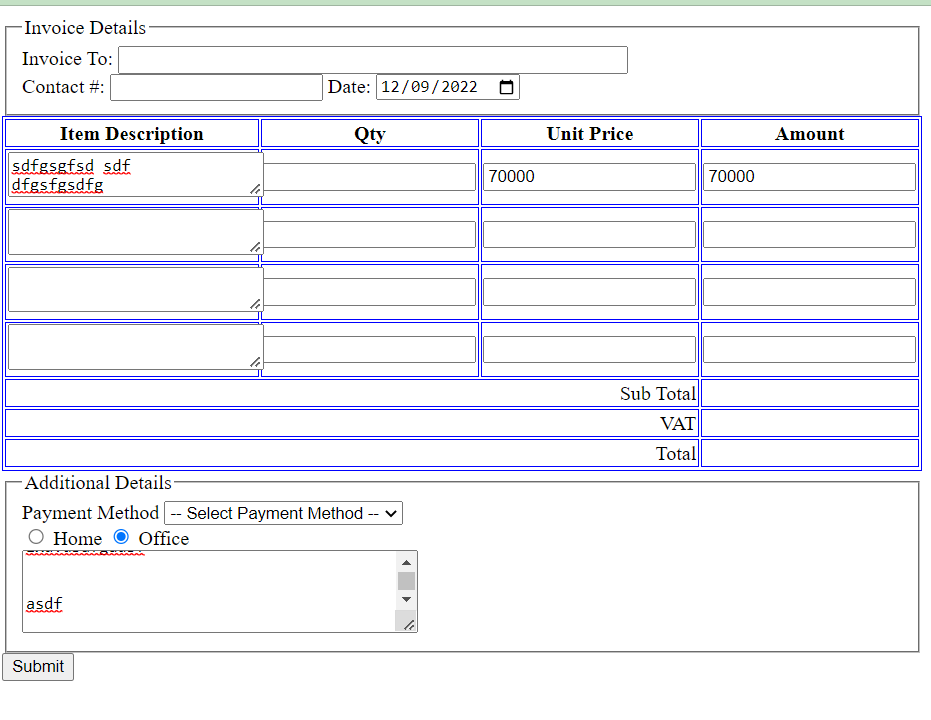 Invoice Details
Invoice To:
Contact #: Date: 12/09/2022
Item Description Qty Unit Price Amount
sdfgsgfsd sdf
dfgsfgsdfg
70000 70000
Sub Total
VAT
Total
Additional Details
Payment Method -- Select Payment Method --
Home Office
asdf
Submit